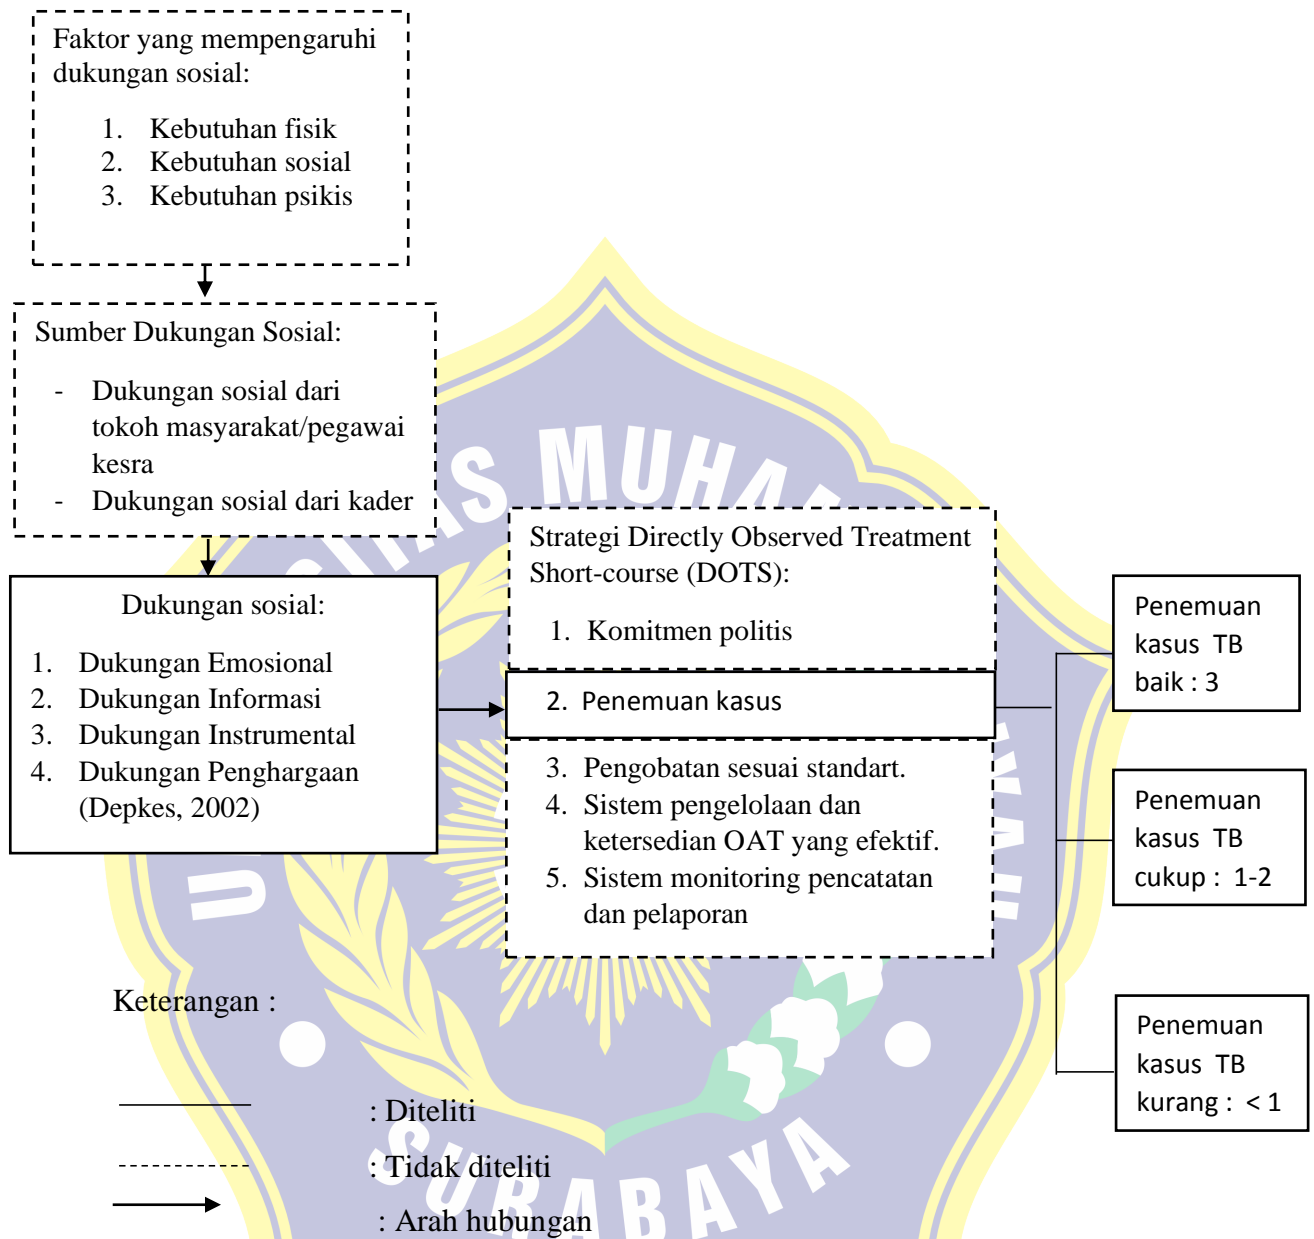 Faktor yang mempengaruhi
dukungan sosial:
1. Kebutuhan fisik
2. Kebutuhan sosial
3. Kebutuhan psikis
Sumber Dukungan Sosial:
- Dukungan sosial dari
tokoh masyarakat/pegawai
kesra
- Dukungan sosial dari kader
Dukungan sosial:
1. Dukungan Emosional
2. Dukungan Informasi
3. Dukungan Instrumental
4. Dukungan Penghargaan
(Depkes, 2002)
Strategi Directly Observed Treatment
Short-course (DOTS):
1. Komitmen politis
2. Penemuan kasus
3. Pengobatan sesuai standart.
4. Sistem pengelolaan dan
ketersedian OAT yang efektif.
5. Sistem monitoring pencatatan
dan pelaporan
Penemuan
kasus TB
baik : 3
Penemuan
kasus TB
cukup : 1-2
Penemuan
kasus TB
kurang : < 1
Keterangan :
: Diteliti
: Tidak diteliti
: Arah hubungan
SURABAYA